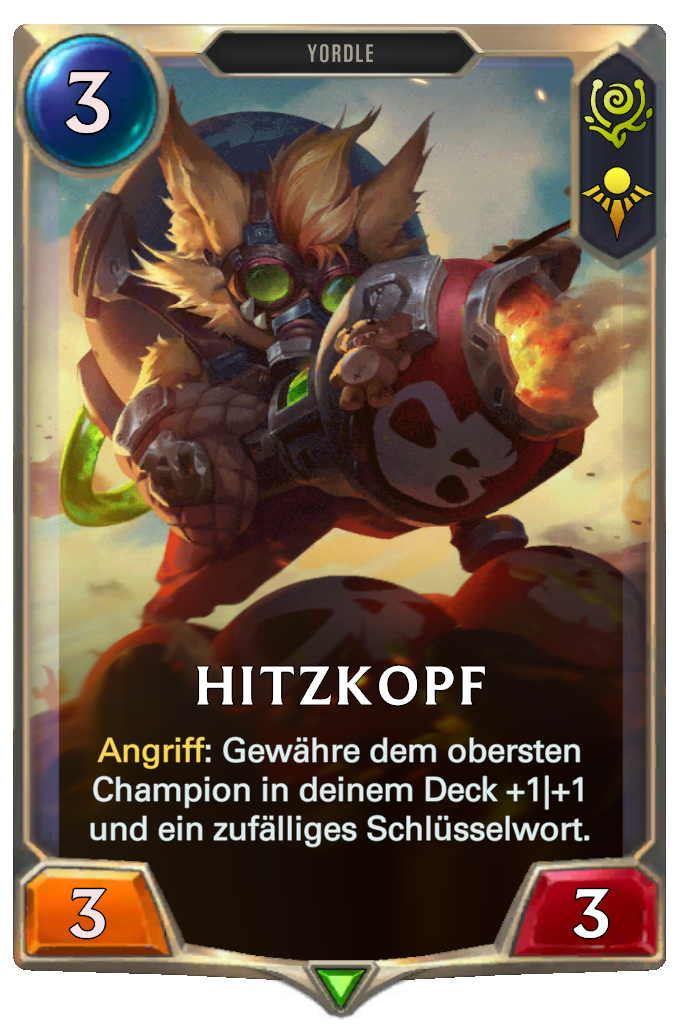 YORDLE
3
HITZKOPF
Angriff: Gewähre dem obersten
Champion in deinem Deck +1|+1
und ein zufälliges Schlüsselwort.
3
3